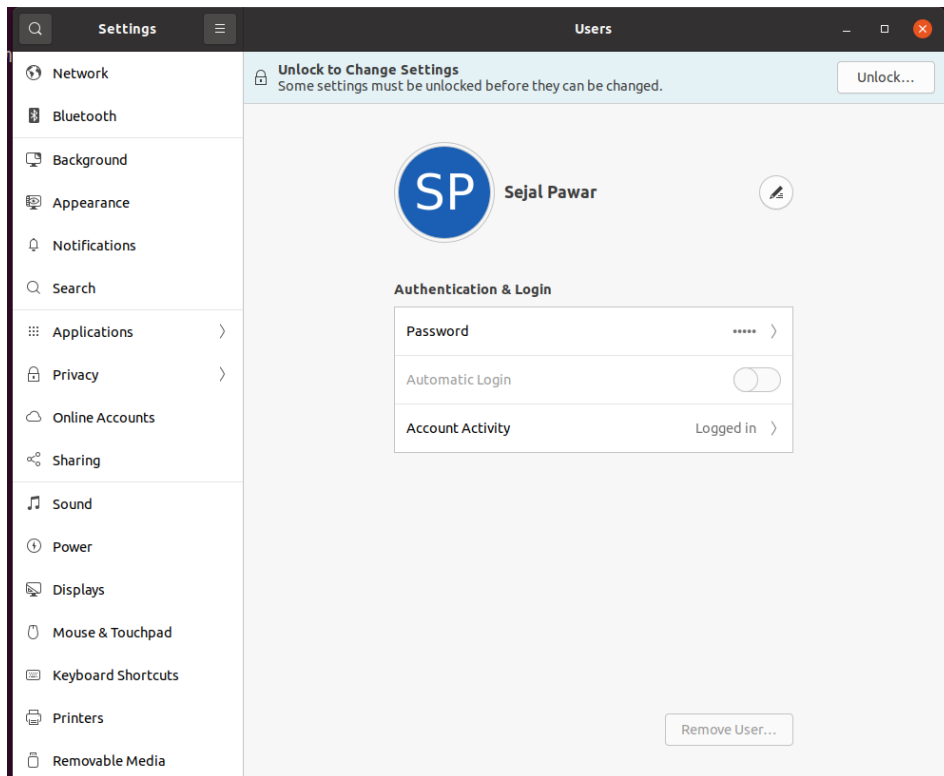 Settings
Users
Network
Bluetooth
Background
Appearance
Notifications
Search
Applications
Privacy
Online Accounts
Sharing
Sound
Power
Displays
Mouse & Touchpad
Keyboard Shortcuts
Printers
Removable Media
Unlock to Change Settings
Some settings must be unlocked before they can be changed.
Unlock...
SP
Sejal Pawar
Authentication & Login
Password •••••
Automatic Login
Account Activity Logged in
Remove User...